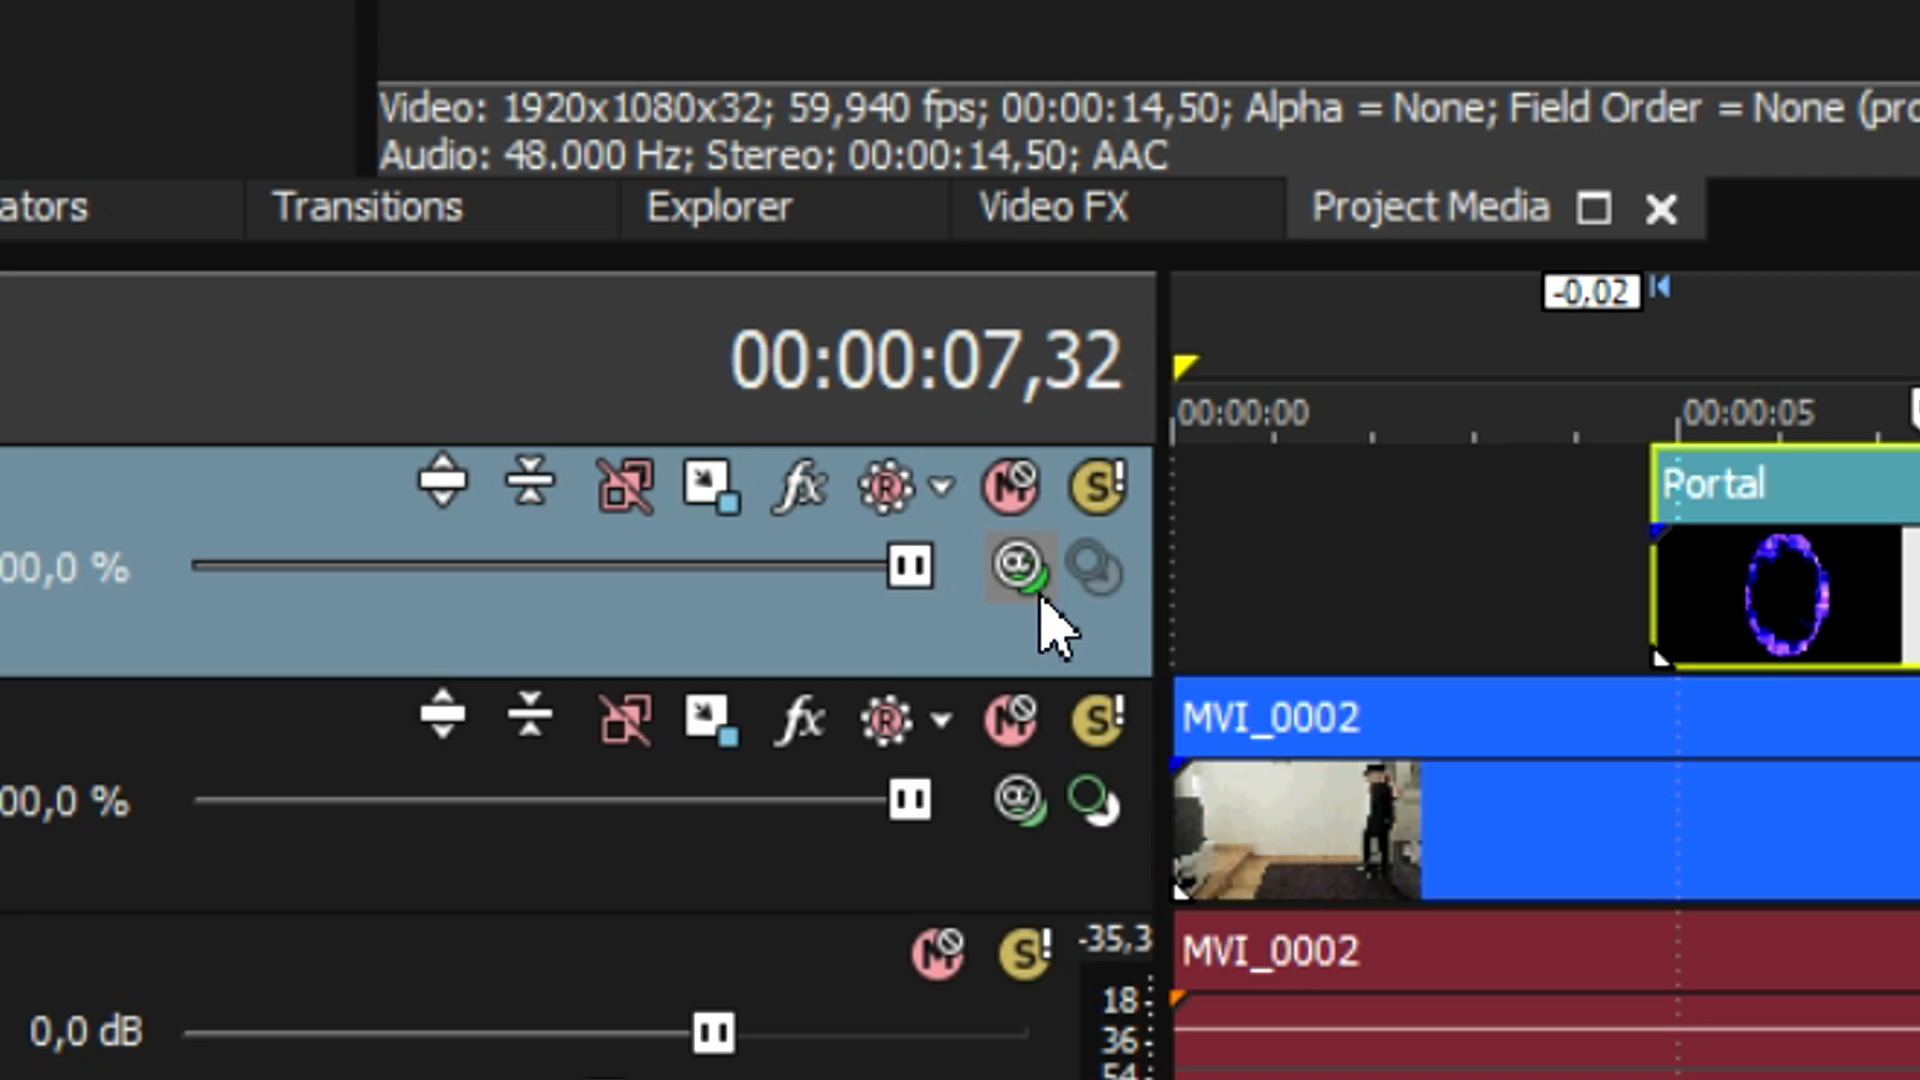 Video: 1920x1080x32; 59,940 fps; 00:00:14,50; Alpha = None; Field Order = None (pro
Audio: 48.000 Hz; Stereo; 00:00:14,50; AAC
ators
Transitions
Explorer
Video FX
Project Media
-0,02
00:00:07,32
00:00:00
00:00:05
fx
R
M
S!
Portal
00,0 %
α
fx
R
M
S!
MVI_0002
00,0 %
α
M
S!
-35,3
MVI_0002
18
36
54
0,0 dB